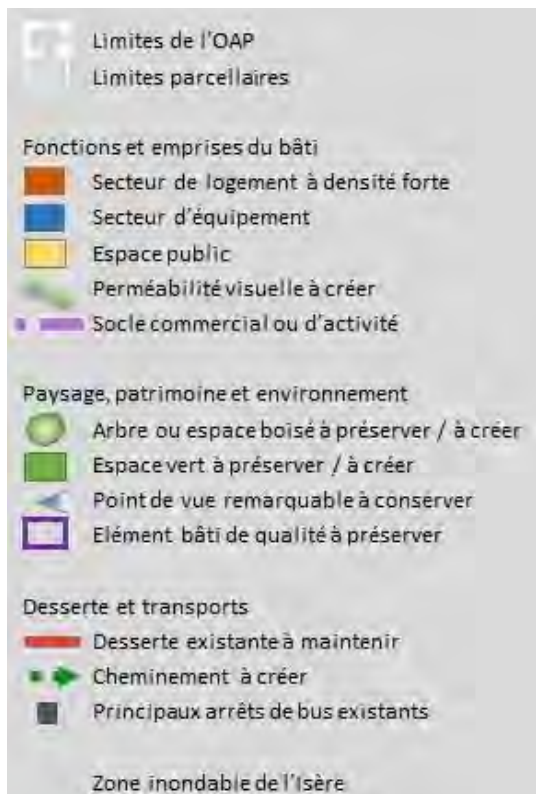 Limites de l'OAP
Limites parcellaires
Fonctions et emprises du bâti
Secteur de logement à densité forte
Secteur d'équipement
Espace public
Perméabilité visuelle à créer
Socle commercial ou d'activité
Paysage, patrimoine et environnement
Arbre ou espace boisé à préserver / à créer
Espace vert à préserver / à créer
Point de vue remarquable à conserver
Elément bâti de qualité à préserver
Desserte et transports
Desserte existante à maintenir
Cheminement à créer
Principaux arrêts de bus existants
Zone inondable de l'Isère